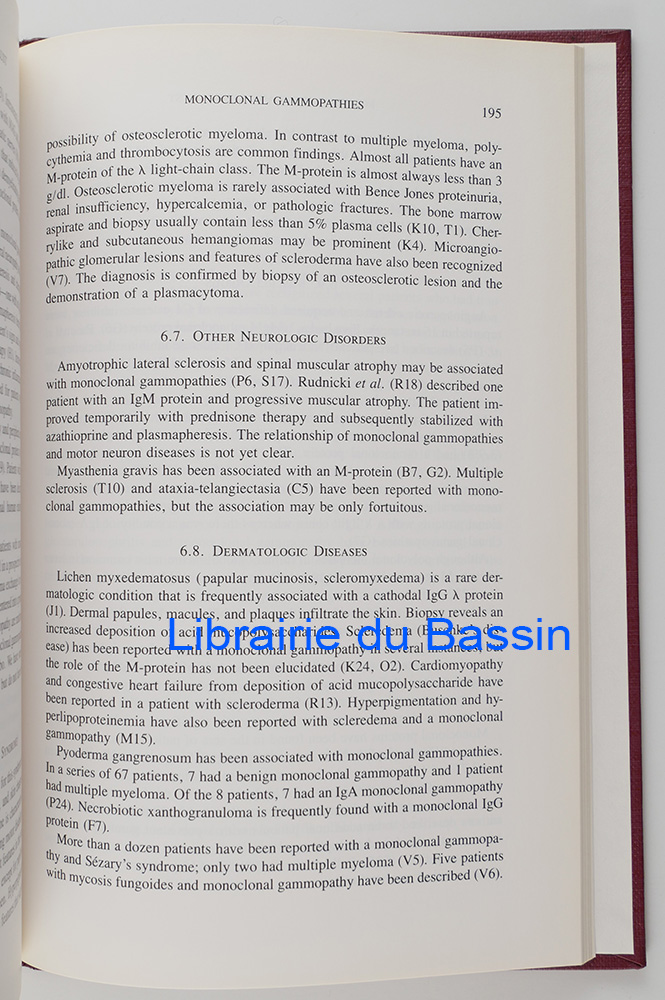 MONOCLONAL GAMMOPATHIES
195
possibility of osteosclerotic myeloma. In contrast to multiple myeloma, poly-
cythemia and thrombocytosis are common findings. Almost all patients have an
M-protein of the λ light-chain class. The M-protein is almost always less than 3
g/dl. Osteosclerotic myeloma is rarely associated with Bence Jones proteinuria,
renal insufficiency, hypercalcemia, or pathologic fractures. The bone marrow
aspirate and biopsy usually contain less than 5% plasma cells (K10, T1). Cher-
rylike and subcutaneous hemangiomas may be prominent (K4). Microangio-
pathic glomerular lesions and features of scleroderma have also been recognized
(V7). The diagnosis is confirmed by biopsy of an osteosclerotic lesion and the
demonstration of a plasmacytoma.
6.7. OTHER NEUROLOGIC DISORDERS
Amyotrophic lateral sclerosis and spinal muscular atrophy may be associated
with monoclonal gammopathies (P6, S17). Rudnicki et al. (R18) described one
patient with an IgM protein and progressive muscular atrophy. The patient im-
proved temporarily with prednisone therapy and subsequently stabilized with
azathioprine and plasmapheresis. The relationship of monoclonal gammopathies
and motor neuron diseases is not yet clear.
Myasthenia gravis has been associated with an M-protein (B7, G2). Multiple
sclerosis (T10) and ataxia-telangiectasia (C5) have been reported with mono-
clonal gammopathies, but the association may be only fortuitous.
6.8. DERMATOLOGIC DISEASES
Lichen myxedematosus (papular mucinosis, scleromyxedema) is a rare der-
matologic condition that is frequently associated with a cathodal IgG λ protein
(J1). Dermal papules, macules, and plaques infiltrate the skin. Biopsy reveals an
increased deposition of acid mucopolysaccharides. Scleredema (Buschke's dis-
ease) has been reported with a monoclonal gammopathy in several instances, but
Librairie du Bassin
the role of the M-protein has not been elucidated (K24, O2). Cardiomyopathy
and congestive heart failure from deposition of acid mucopolysaccharide have
been reported in a patient with scleroderma (R13). Hyperpigmentation and hy-
perlipoproteinemia have also been reported with scleredema and a monoclonal
gammopathy (M15).
Pyoderma gangrenosum has been associated with monoclonal gammopathies.
In a series of 67 patients, 7 had a benign monoclonal gammopathy and 1 patient
had multiple myeloma. Of the 8 patients, 7 had an IgA monoclonal gammopathy
(P24). Necrobiotic xanthogranuloma is frequently found with a monoclonal IgG
protein (F7).
More than a dozen patients have been reported with a monoclonal gammopa-
thy and Sézary's syndrome; only two had multiple myeloma (V5). Five patients
with mycosis fungoides and monoclonal gammopathy have been described (V6).